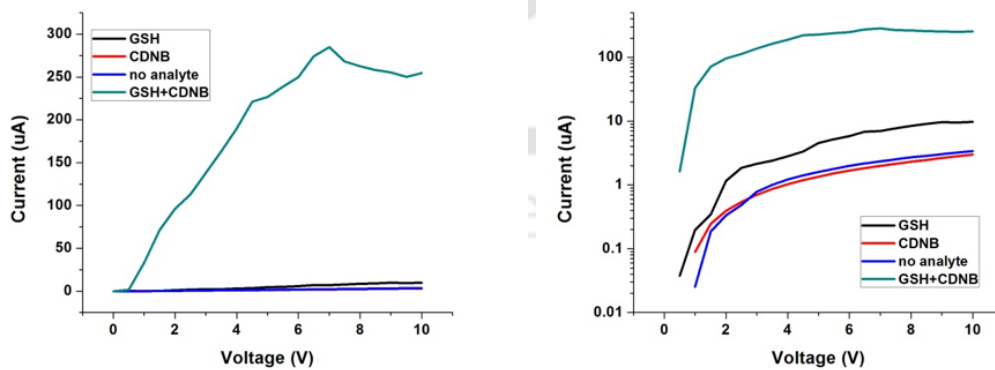 300
250
200
150
100
50
0
Current (uA)
GSH
CDNB
no analyte
GSH+CDNB
0 2 4 6 8 10
Voltage (V)
100
10
1
0.1
0.01
Current (uA)
GSH
CDNB
no analyte
GSH+CDNB
0 2 4 6 8 10
Voltage (V)